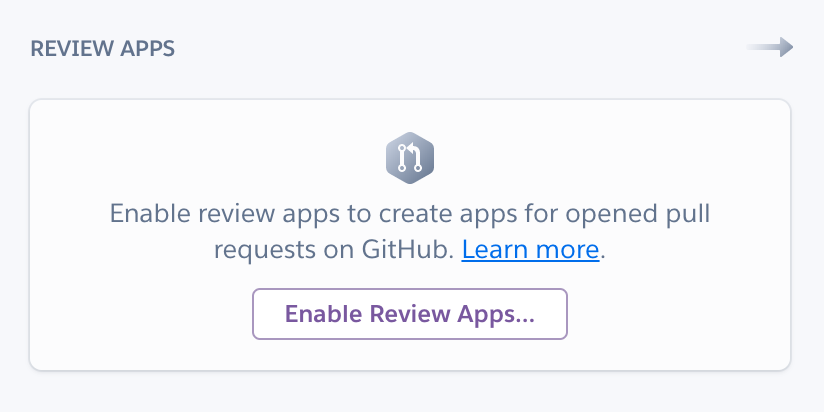 REVIEW APPS
Enable review apps to create apps for opened pull
requests on GitHub. Learn more.
Enable Review Apps...